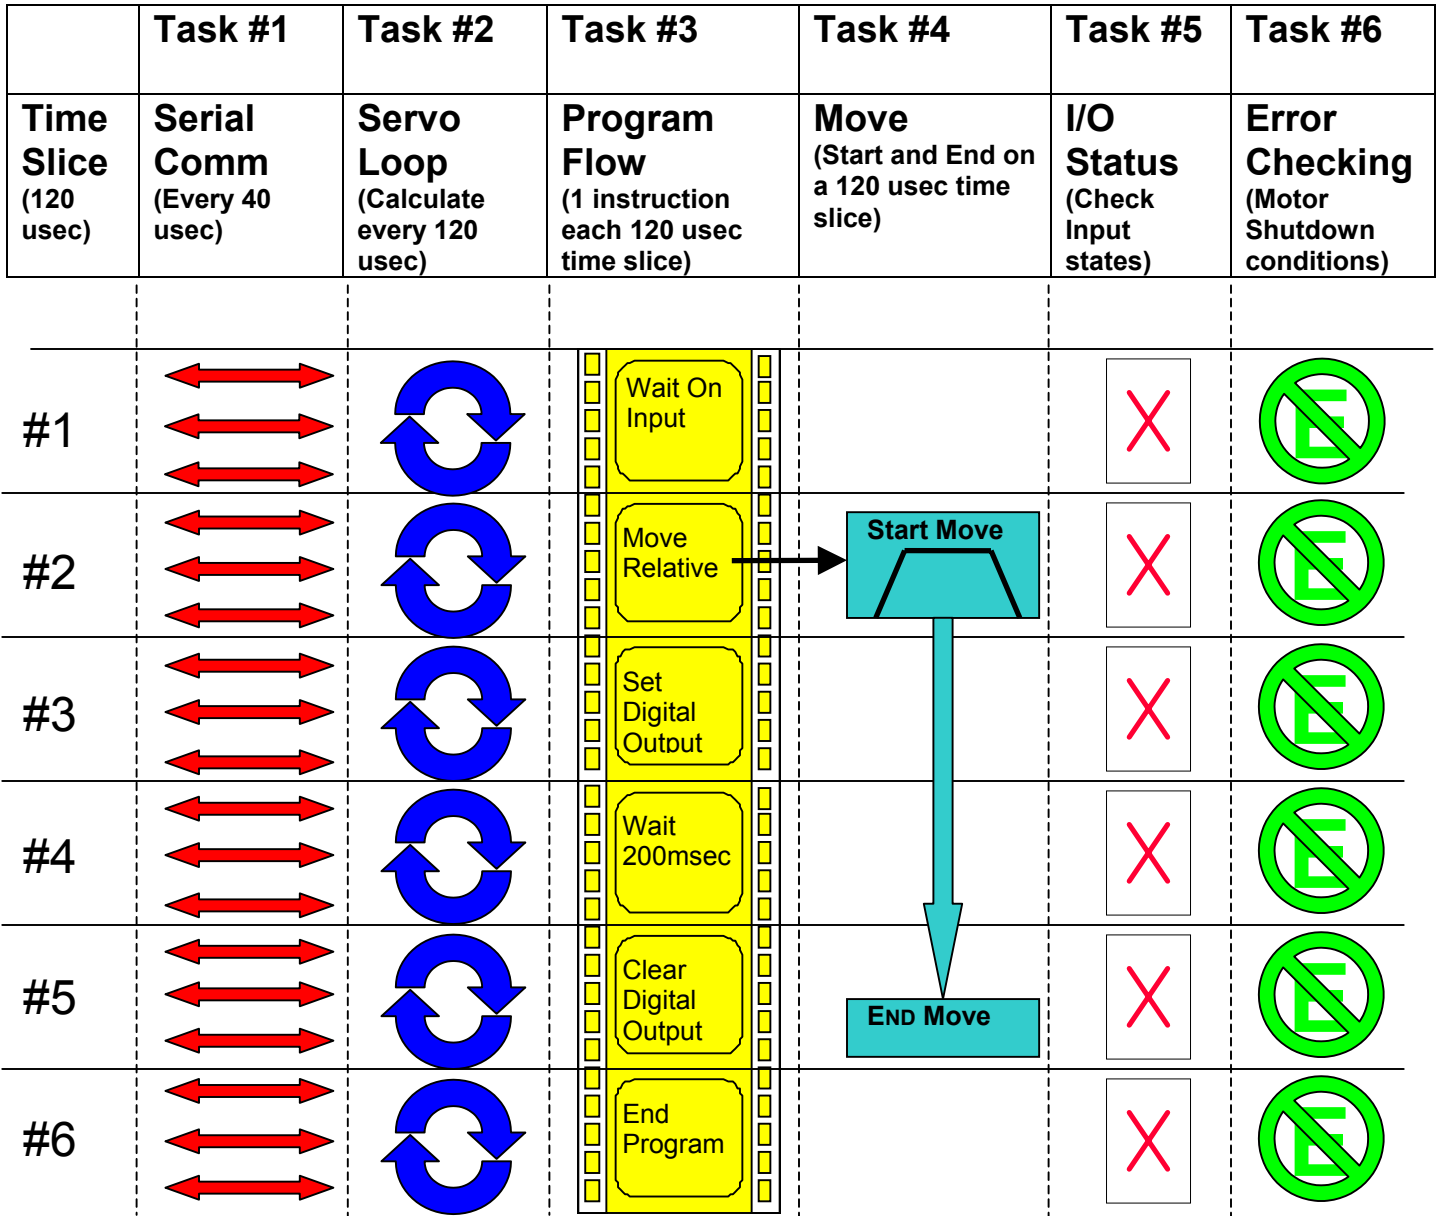 Task #1 Task #2 Task #3 Task #4 Task #5 Task #6
Time
Slice
(120
usec)
Serial
Comm
(Every 40
usec)
Servo
Loop
(Calculate
every 120
usec)
Program
Flow
(1 instruction
each 120 usec
time slice)
Move
(Start and End on
a 120 usec time
slice)
I/O
Status
(Check
Input
states)
Error
Checking
(Motor
Shutdown
conditions)
#1
Wait On
Input
E
#2
Move
Relative
Start Move
E
#3
Set
Digital
Output
E
#4
Wait
200msec
E
#5
Clear
Digital
Output
END Move
E
#6
End
Program
E